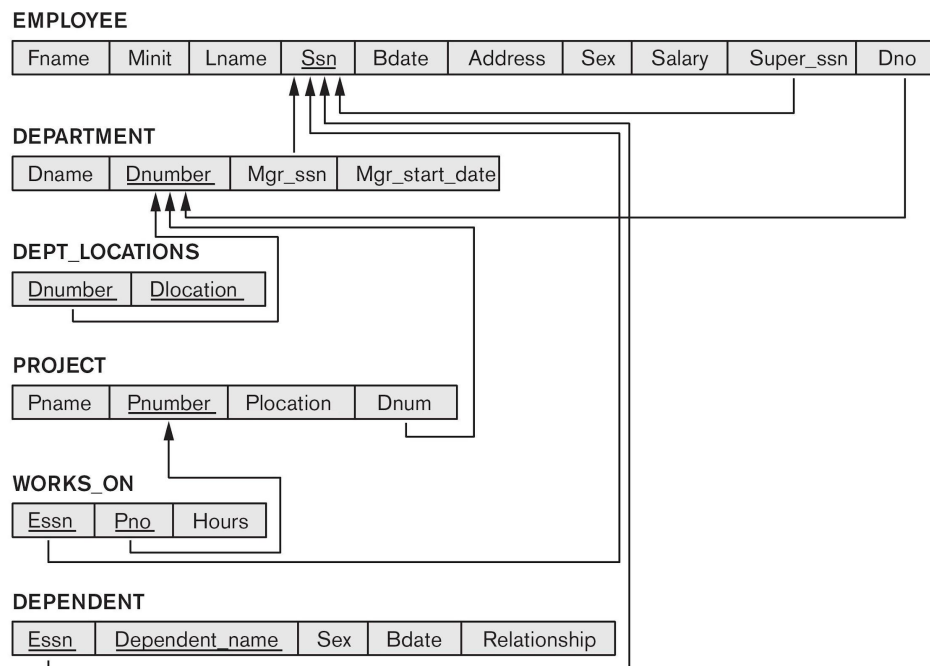 EMPLOYEE
Fname Minit Lname Ssn Bdate Address Sex Salary Super_ssn Dno
DEPARTMENT
Dname Dnumber Mgr_ssn Mgr_start_date
DEPT_LOCATIONS
Dnumber Dlocation
PROJECT
Pname Pnumber Plocation Dnum
WORKS_ON
Essn Pno Hours
DEPENDENT
Essn Dependent_name Sex Bdate Relationship